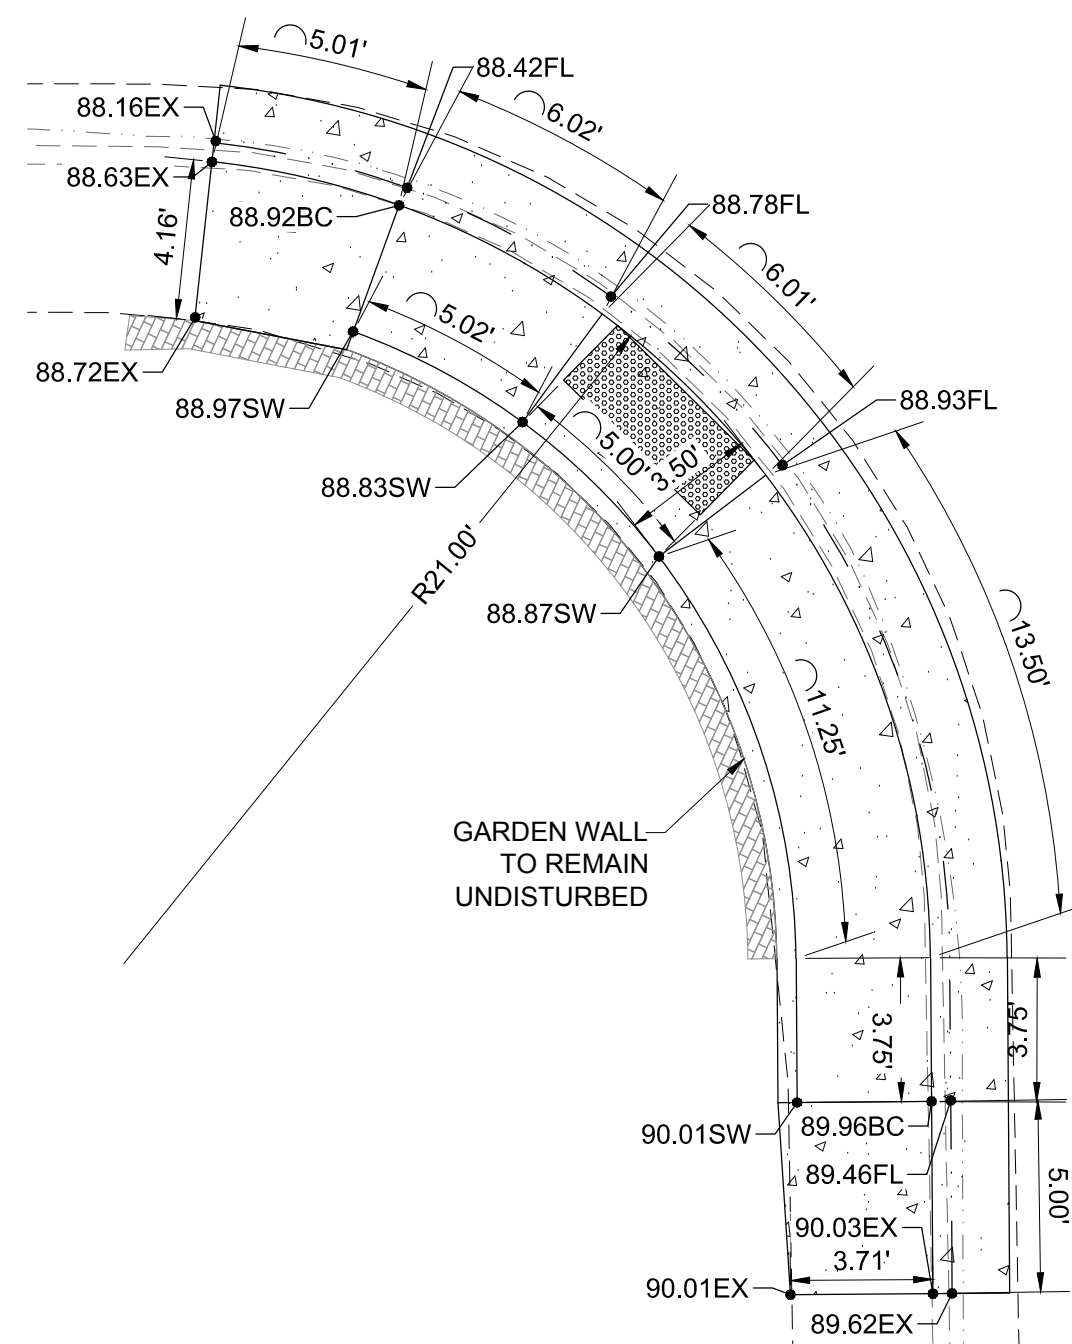 5.01'
88.42FL
88.16EX
6.02'
88.63EX
88.78FL
88.92BC
4.16'
6.01'
5.02'
88.72EX
88.97SW
88.93FL
5.00'
3.50'
88.83SW
R21.00'
88.87SW
13.50'
11.25'
GARDEN WALL
TO REMAIN
UNDISTURBED
3.75'
3.75'
90.01SW
89.96BC
89.46FL
5.00'
90.03EX
3.71'
90.01EX
89.62EX